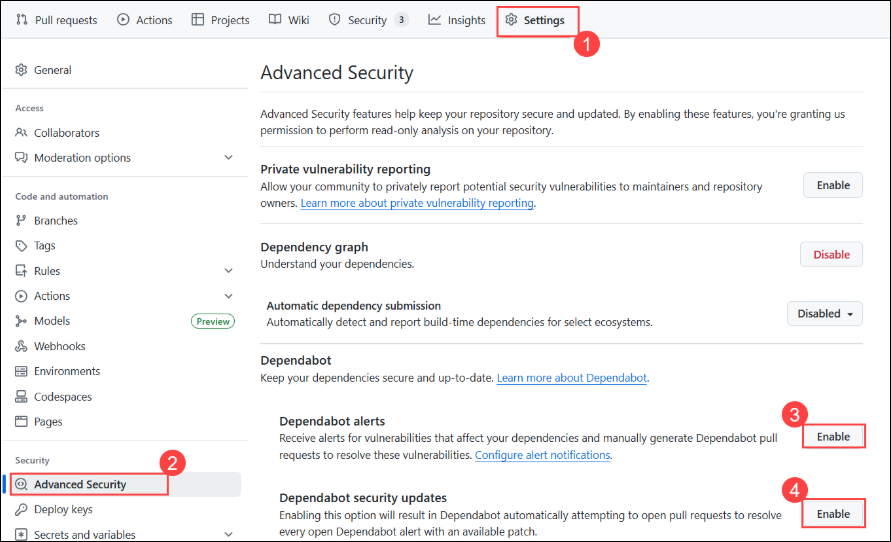 Pull requests Actions Projects Wiki Security 3 Insights Settings
1
General
Access
Collaborators
Moderation options
Code and automation
Branches
Tags
Rules
Actions
Models Preview
Webhooks
Environments
Codespaces
Pages
Security
2
Advanced Security
Deploy keys
Secrets and variables
Advanced Security
Advanced Security features help keep your repository secure and updated. By enabling these features, you're granting us
permission to perform read-only analysis on your repository.
Private vulnerability reporting
Allow your community to privately report potential security vulnerabilities to maintainers and repository
owners. Learn more about private vulnerability reporting.
Enable
Dependency graph
Understand your dependencies.
Disable
Automatic dependency submission
Automatically detect and report build-time dependencies for select ecosystems.
Disabled
Dependabot
Keep your dependencies secure and up-to-date. Learn more about Dependabot.
Dependabot alerts
Receive alerts for vulnerabilities that affect your dependencies and manually generate Dependabot pull
requests to resolve these vulnerabilities. Configure alert notifications.
3
Enable
Dependabot security updates
Enabling this option will result in Dependabot automatically attempting to open pull requests to resolve
every open Dependabot alert with an available patch.
4
Enable